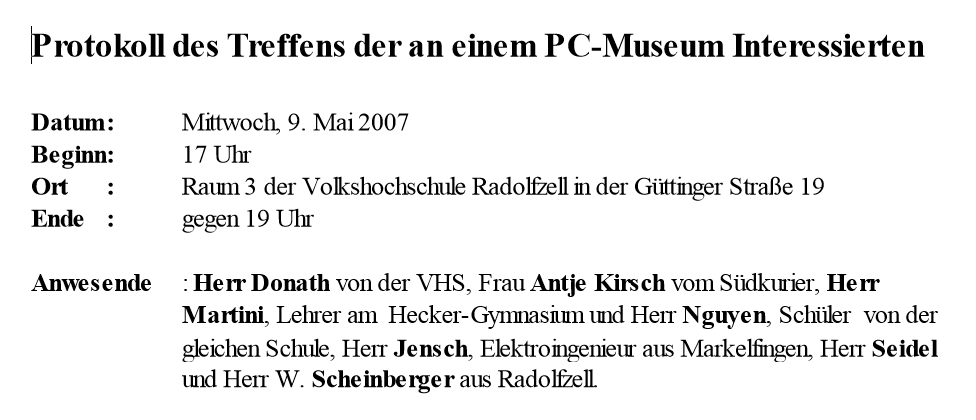 Protokoll des Treffens der an einem PC-Museum Interessierten
Datum: Mittwoch, 9. Mai 2007
Beginn: 17 Uhr
Ort : Raum 3 der Volkshochschule Radolfzell in der Güttinger Straße 19
Ende : gegen 19 Uhr
Anwesende : Herr Donath von der VHS, Frau Antje Kirsch vom Südkurier, Herr
Martini, Lehrer am Hecker-Gymnasium und Herr Nguyen, Schüler von der
gleichen Schule, Herr Jensch, Elektroingenieur aus Markelfingen, Herr Seidel
und Herr W. Scheinberger aus Radolfzell.